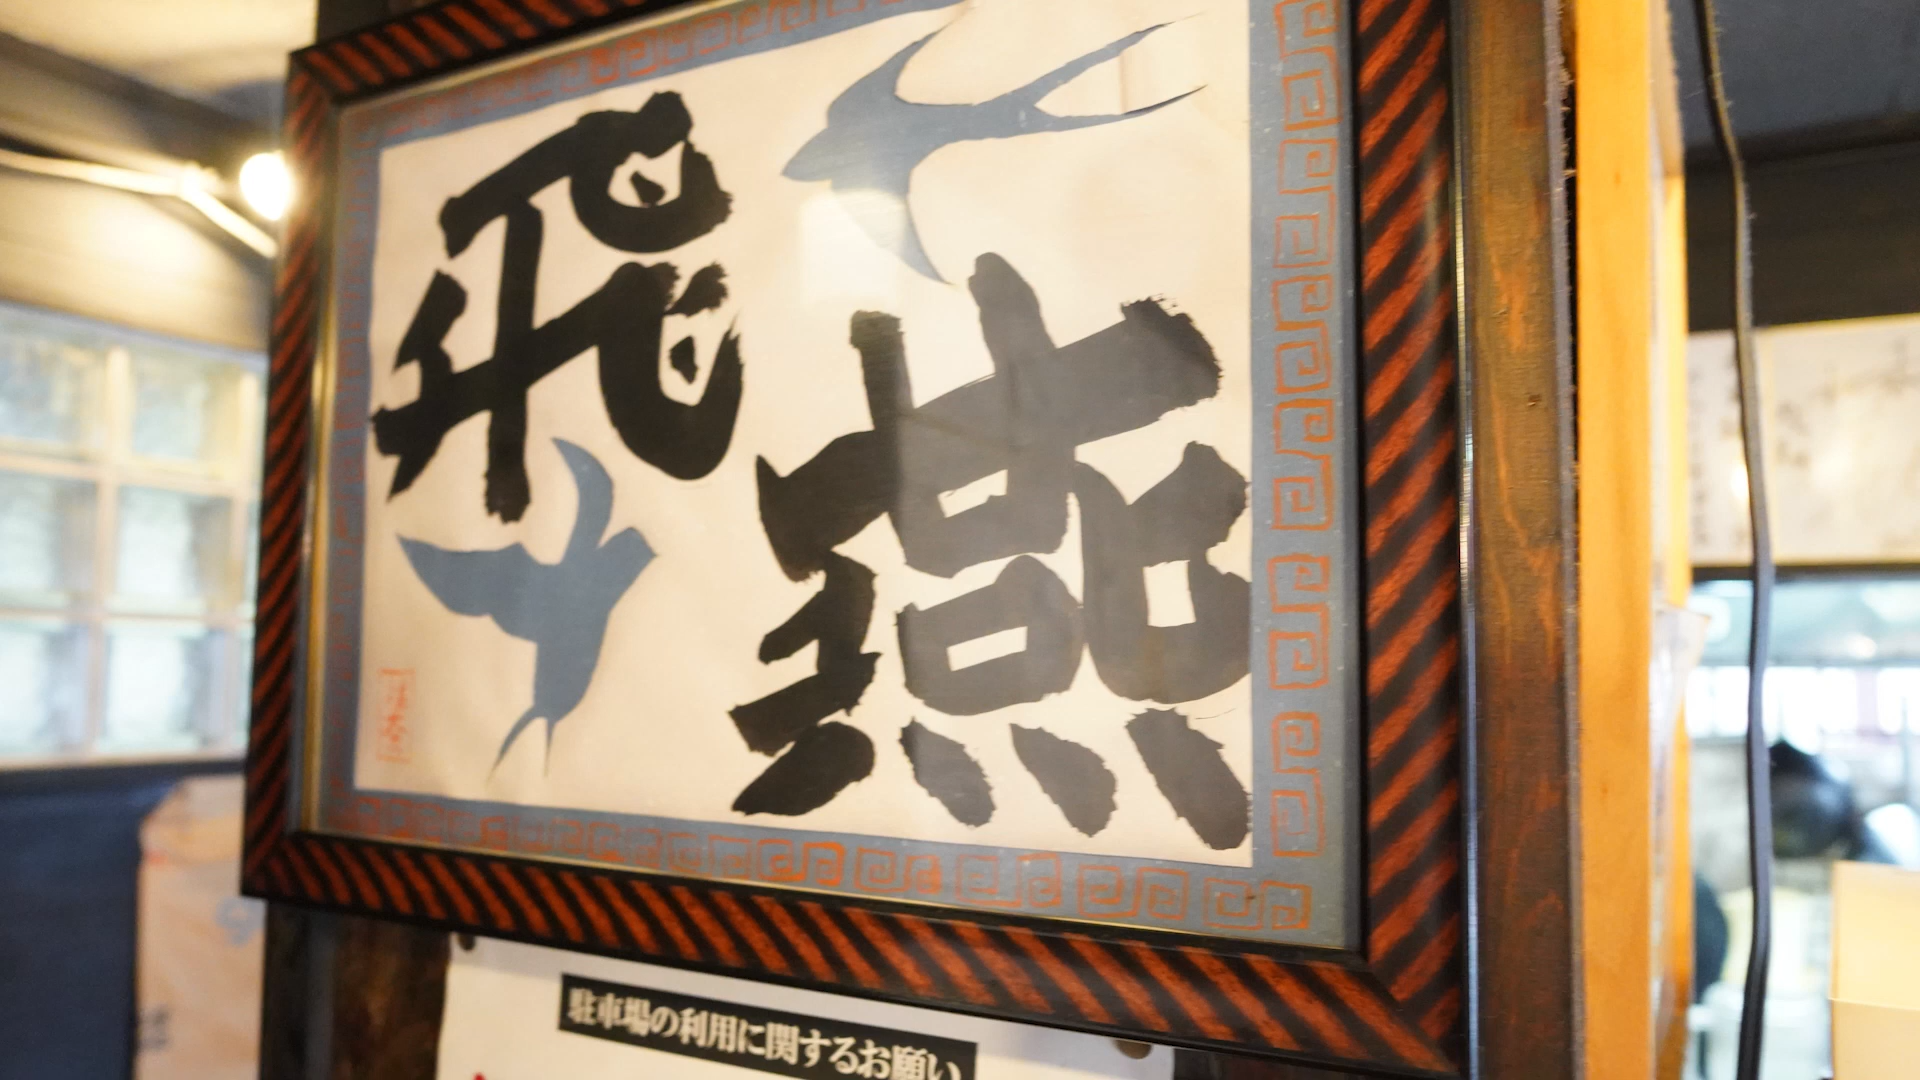 飛燕
駐車場の利用に関するお願い